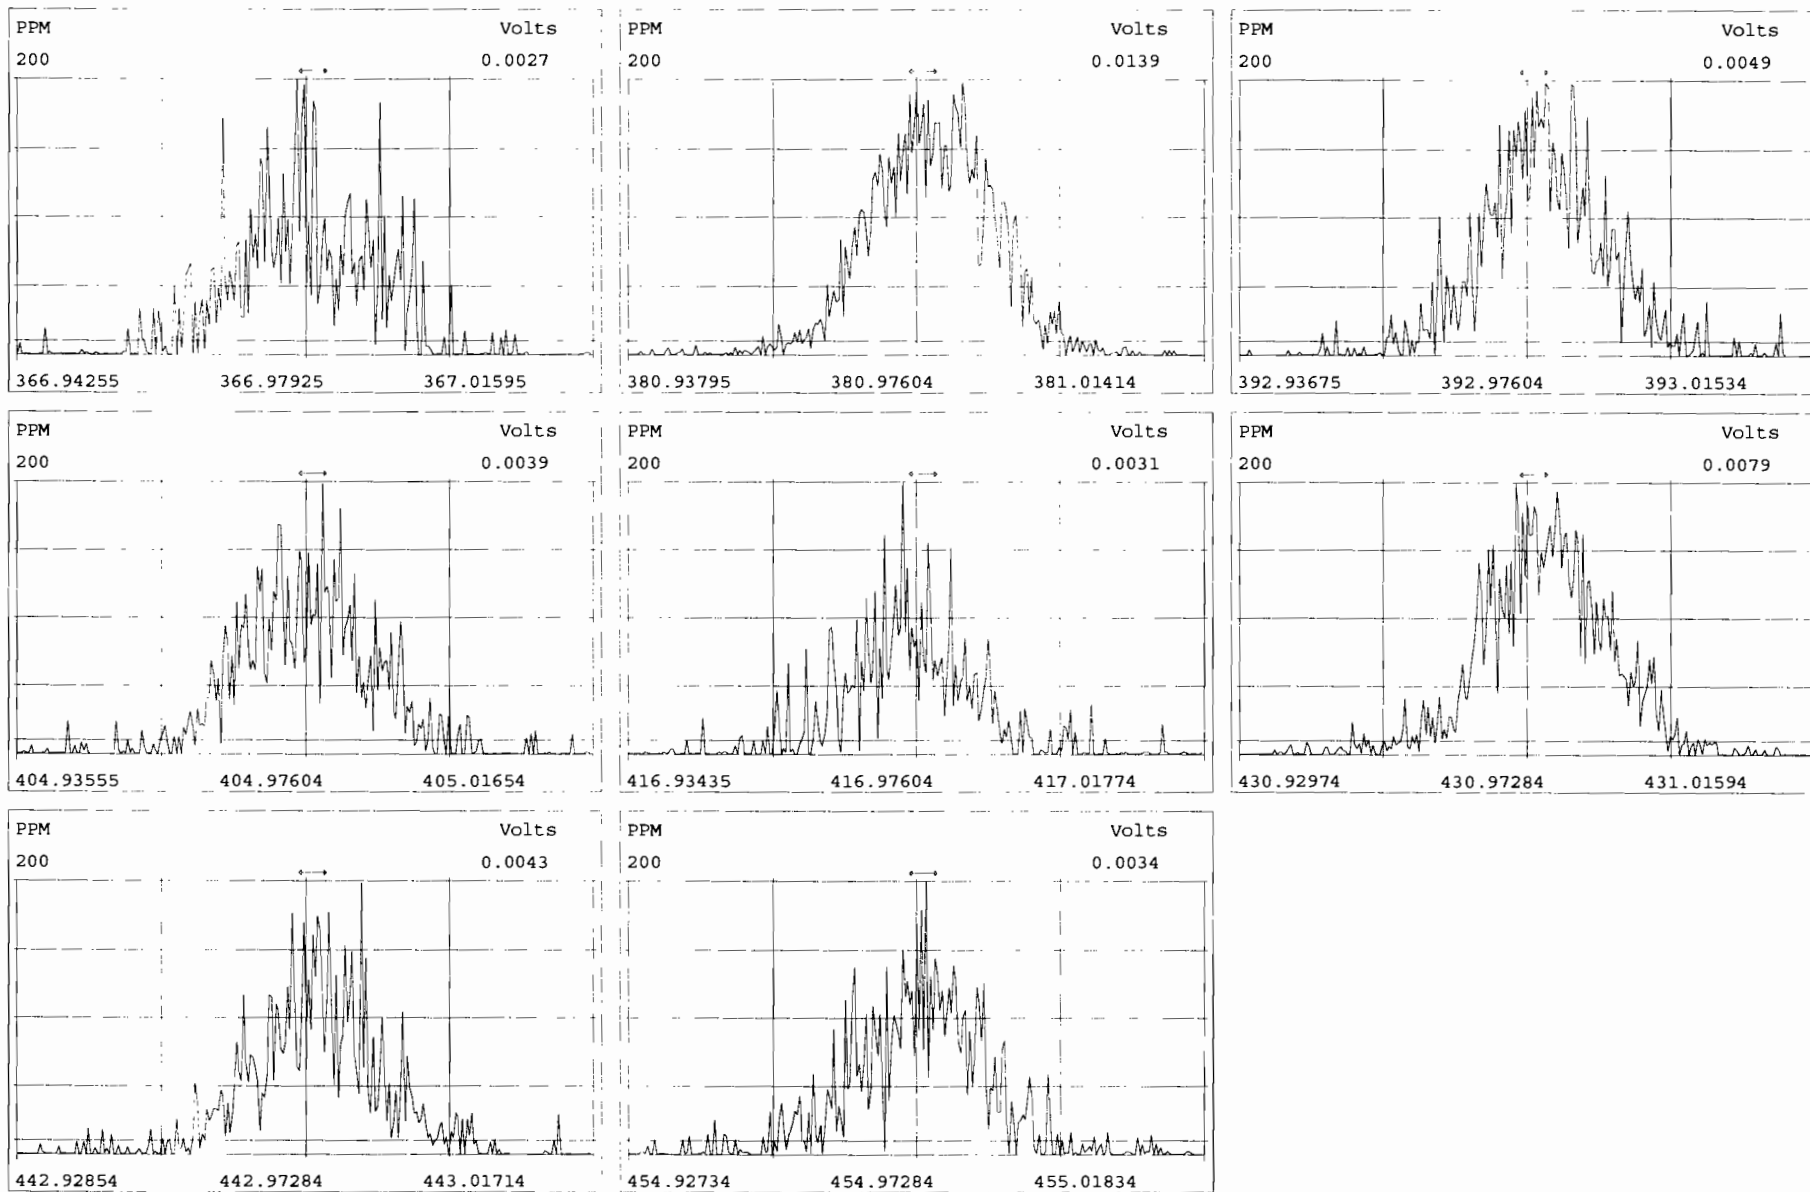 PPM Volts
200 0.0027
366.94255 366.97925 367.01595
PPM Volts
200 0.0139
380.93795 380.97604 381.01414
PPM Volts
200 0.0049
392.93675 392.97604 393.01534
PPM Volts
200 0.0039
404.93555 404.97604 405.01654
PPM Volts
200 0.0031
416.93435 416.97604 417.01774
PPM Volts
200 0.0079
430.92974 430.97284 431.01594
PPM Volts
200 0.0043
442.92854 442.97284 443.01714
PPM Volts
200 0.0034
454.92734 454.97284 455.01834